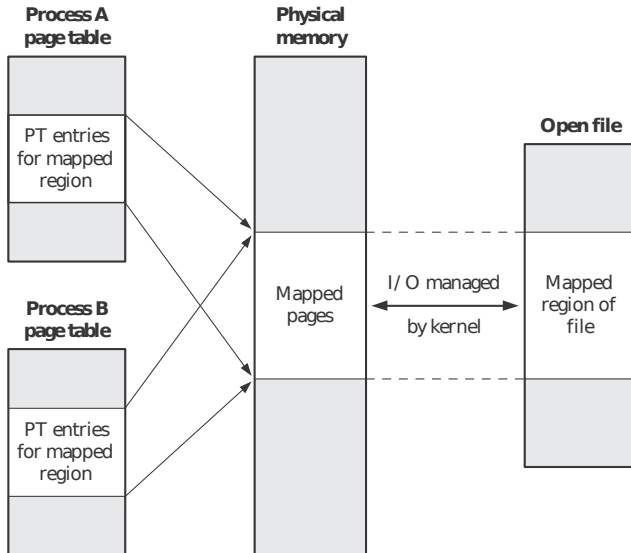 Process A
page table
PT entries
for mapped
region
Process B
page table
PT entries
for mapped
region
Physical
memory
Mapped
pages
I/O managed
by kernel
Open file
Mapped
region of
file